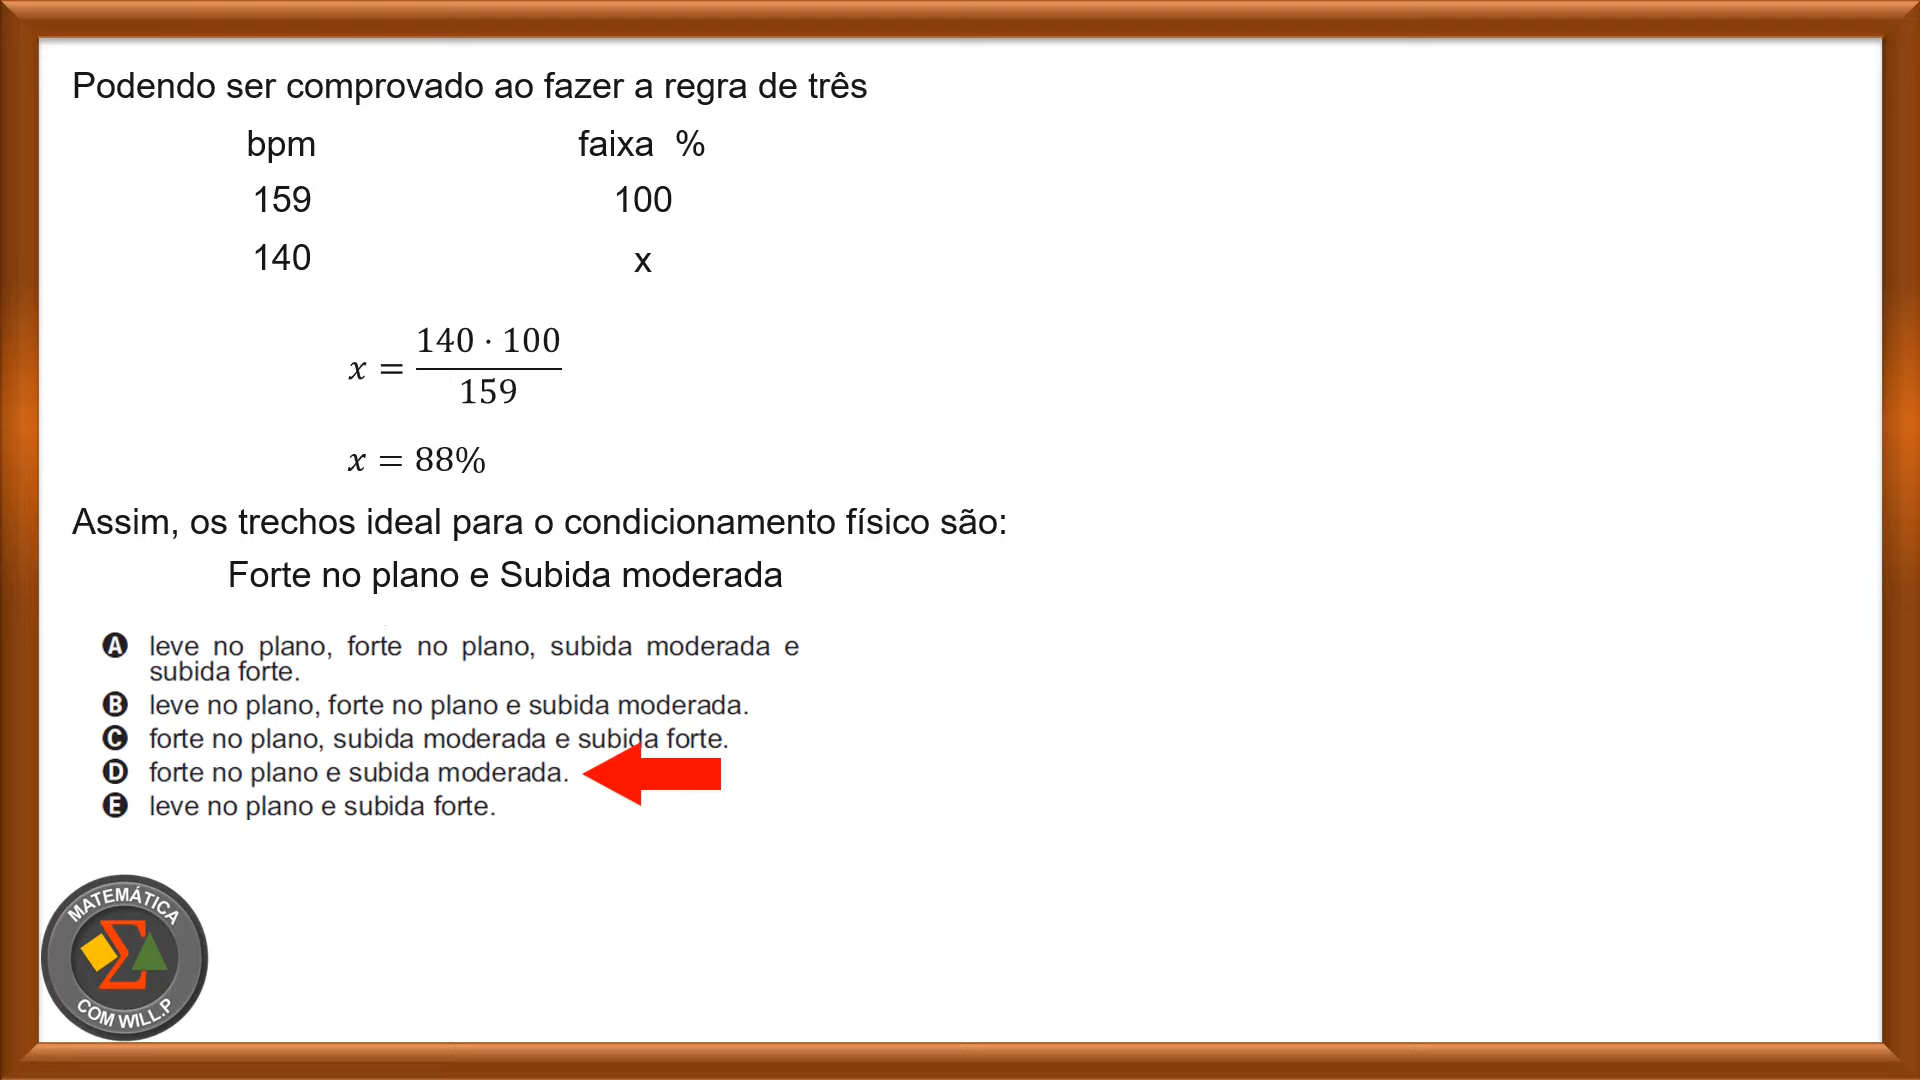 Podendo ser comprovado ao fazer a regra de três
bpm faixa %
159 100
140 x
x = 140 · 100 / 159
x = 88%
Assim, os trechos ideal para o condicionamento físico são:
Forte no plano e Subida moderada
A leve no plano, forte no plano, subida moderada e
subida forte.
B leve no plano, forte no plano e subida moderada.
C forte no plano, subida moderada e subida forte.
D forte no plano e subida moderada.
E leve no plano e subida forte.
MATEMÁTICA
COM WILL.P